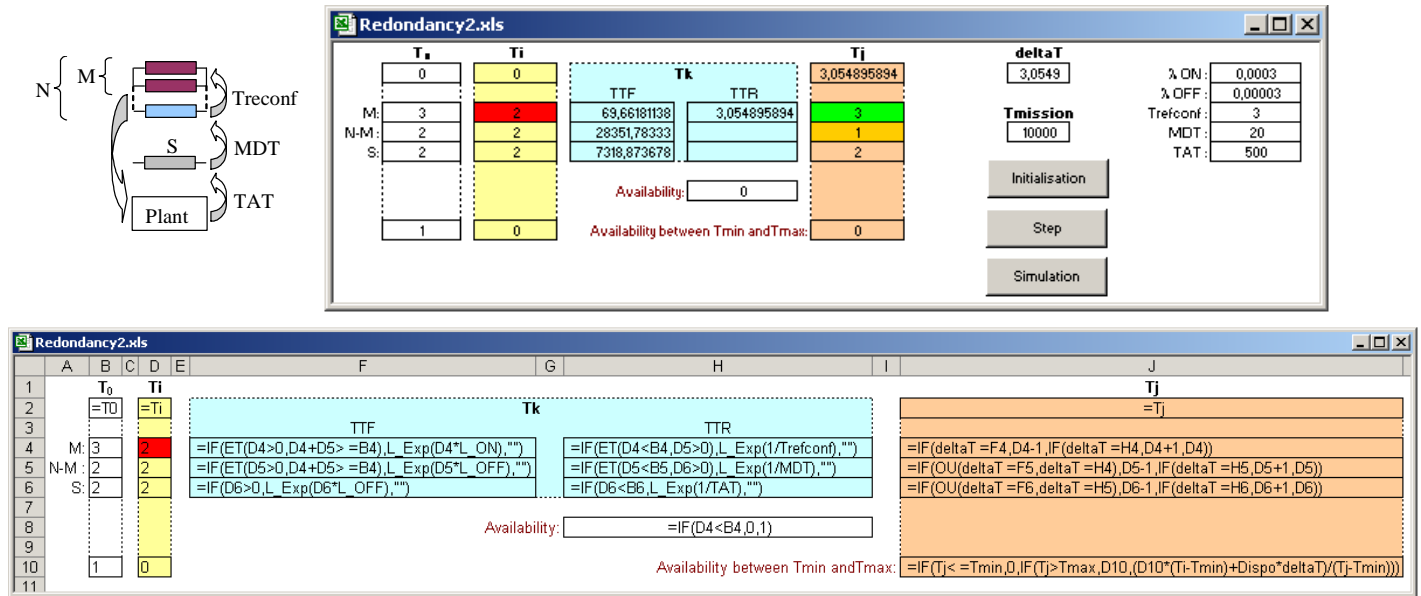 N
M
Treconf
S
MDT
TAT
Plant
Redondancy2.xls
T₀ Ti Tj deltaT
0 0 Tk 3,054895894 3,0549 % ON : 0,0003
TTF TTR % OFF : 0,00003
M: 3 2 69,66181138 3,054895894 3 Tmission Trefconf : 3
N-M : 2 2 28351,78333 1 10000 MDT : 20
S: 2 2 7318,873678 2 TAT : 500
Initialisation
Availability: 0
1 0 Availability between Tmin andTmax: 0 Step
Simulation
Redondancy2.xls
A B C D E F G H I J
1 T₀ Ti Tj
2 =T0 =Ti Tk =Tj
3 TTF TTR
4 M: 3 2 =IF(ET(D4>0,D4+D5> =B4),L_Exp(D4*L_ON),"") =IF(ET(D4<B4,D5>0),L_Exp(1/Trefconf),"") =IF(deltaT =F4,D4-1,IF(deltaT =H4,D4+1,D4))
5 N-M : 2 2 =IF(ET(D5>0,D4+D5> =B4),L_Exp(D5*L_OFF),"") =IF(ET(D5<B5,D6>0),L_Exp(1/MDT),"") =IF(OU(deltaT =F5,deltaT =H4),D5-1,IF(deltaT =H5,D5+1,D5))
6 S: 2 2 =IF(D6>0,L_Exp(D6*L_OFF),"") =IF(D6<B6,L_Exp(1/TAT),"") =IF(OU(deltaT =F6,deltaT =H5),D6-1,IF(deltaT =H6,D6+1,D6))
7
8 Availability: =IF(D4<B4,0,1)
9
10 1 0 Availability between Tmin andTmax: =IF(Tj< =Tmin,0,IF(Tj>Tmax,D10,(D10*(Ti-Tmin)+Dispo*deltaT)/(Tj-Tmin)))
11